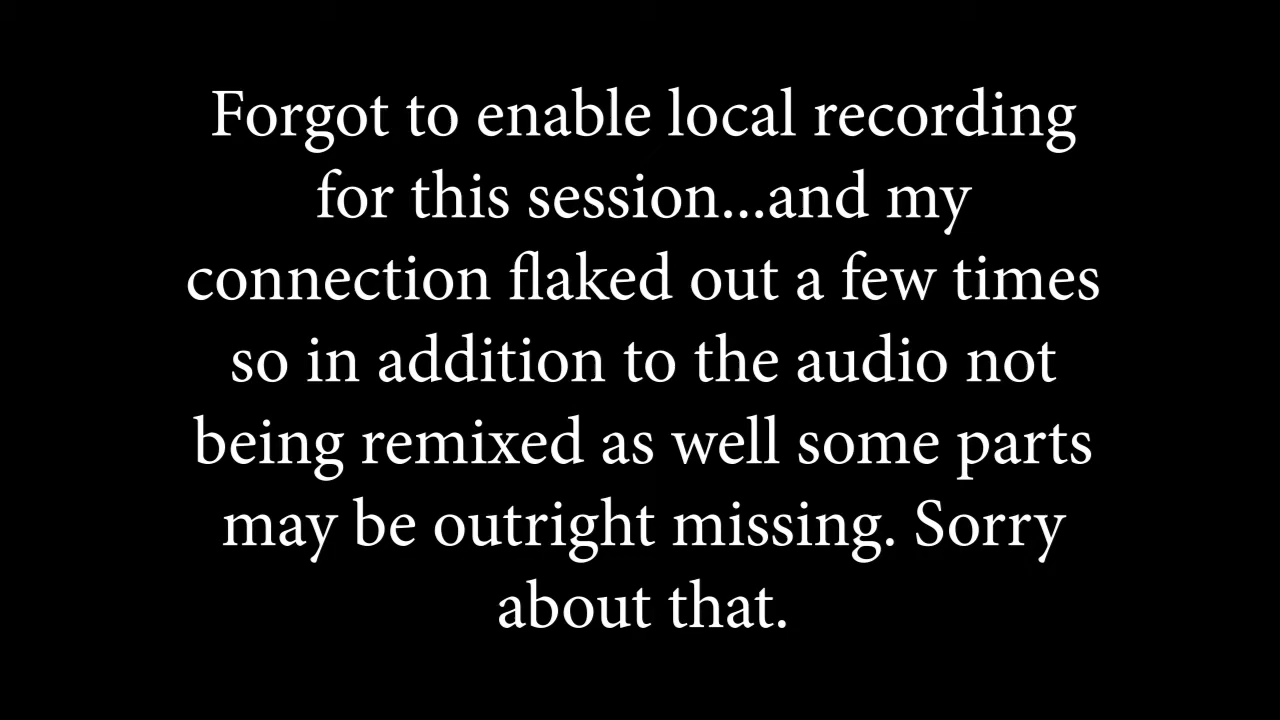 Forgot to enable local recording
for this session...and my
connection flaked out a few times
so in addition to the audio not
being remixed as well some parts
may be outright missing. Sorry
about that.